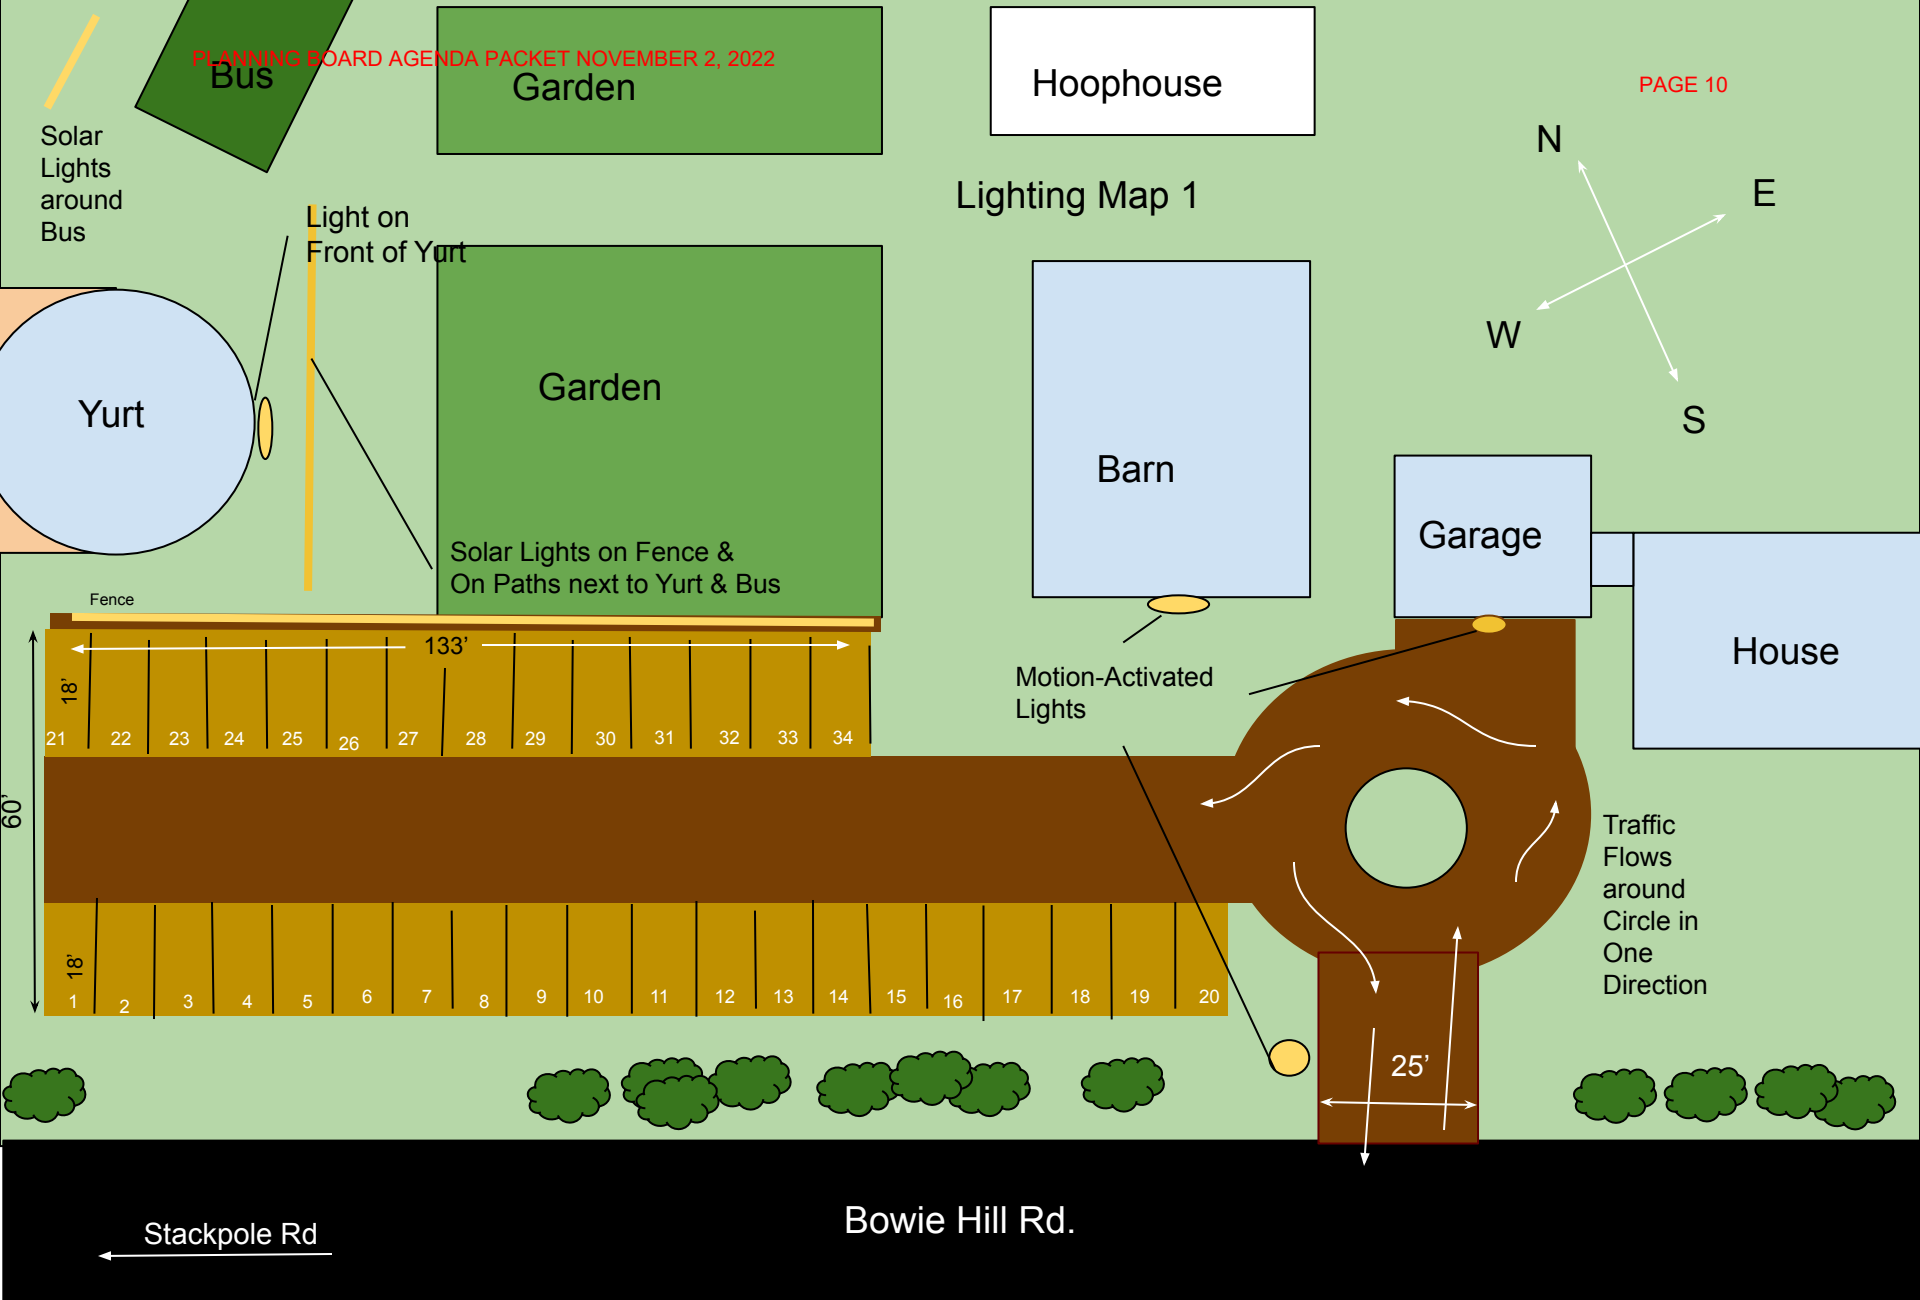 PLANNING BOARD AGENDA PACKET NOVEMBER 2, 2022
PAGE 10
Bus
Garden
Hoophouse
Solar
Lights
around
Bus
Lighting Map 1
N
E
W
S
Light on
Front of Yurt
Yurt
Garden
Barn
Garage
House
Solar Lights on Fence &
On Paths next to Yurt & Bus
Fence
133’
18’
Motion-Activated
Lights
21 22 23 24 25 26 27 28 29 30 31 32 33 34
60’
Traffic
Flows
around
Circle in
One
Direction
18’
1 2 3 4 5 6 7 8 9 10 11 12 13 14 15 16 17 18 19 20
25’
Bowie Hill Rd.
Stackpole Rd